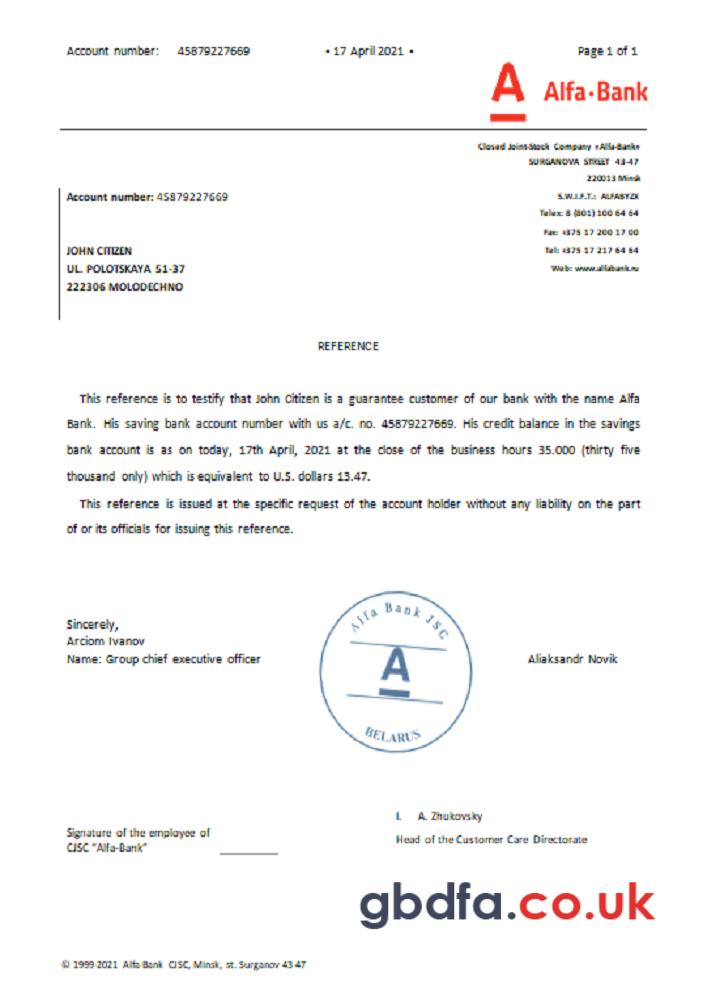 Account number: 45879227669 • 17 April 2021 • Page 1 of 1
A Alfa·Bank
Closed Joint-Stock Company «Alfa-Bank»
SURGANOVA STREET 43-47
220013 Minsk
S.W.I.F.T.: ALFABYZX
Telex: 8 (801) 100 64 64
Fax: +375 17 200 17 00
Tel: +375 17 217 64 64
Web: www.alfabank.ru
Account number: 45879227669
JOHN CITIZEN
UL. POLOTSKAYA 51-37
222306 MOLODECHNO
REFERENCE
This reference is to testify that John Citizen is a guarantee customer of our bank with the name Alfa
Bank. His saving bank account number with us a/c. no. 45879227669. His credit balance in the savings
bank account is as on today, 17th April, 2021 at the close of the business hours 35.000 (thirty five
thousand only) which is equivalent to U.S. dollars 13.47.
This reference is issued at the specific request of the account holder without any liability on the part
of or its officials for issuing this reference.
Sincerely,
Arciom Ivanov
Name: Group chief executive officer
Alfa Bank JSC
A
BELARUS
Aliaksandr Novik
I. A. Zhukovsky
Head of the Customer Care Directorate
Signature of the employee of
CJSC "Alfa-Bank"
gbdfa.co.uk
© 1999-2021 Alfa-Bank CJSC, Minsk, st. Surganov 43-47